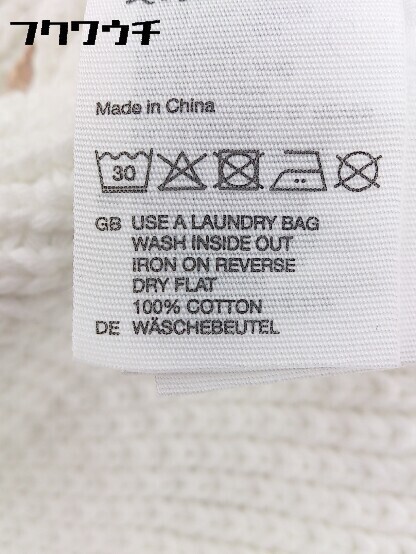 フクウクチ
Made in China
30
GB USE A LAUNDRY BAG
WASH INSIDE OUT
IRON ON REVERSE
DRY FLAT
100% COTTON
DE WÄSCHEBEUTEL